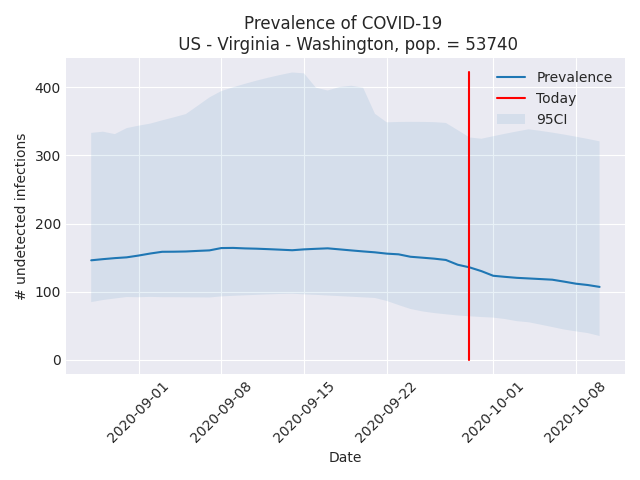 Prevalence of COVID-19
US - Virginia - Washington, pop. = 53740
Prevalence
Today
95CI
# undetected infections
400
300
200
100
0
2020-09-01
2020-09-08
2020-09-15
2020-09-22
2020-10-01
2020-10-08
Date